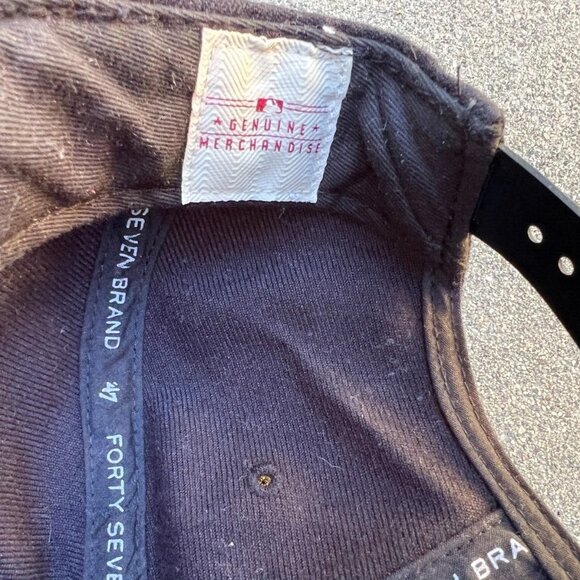 GENUINE
MERCHANDISE
SEVEN BRAND 47 FORTY SEVE
N BRA